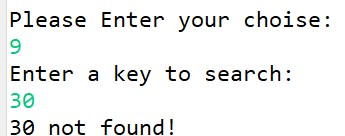 Please Enter your choise:
9
Enter a key to search:
30
30 not found!